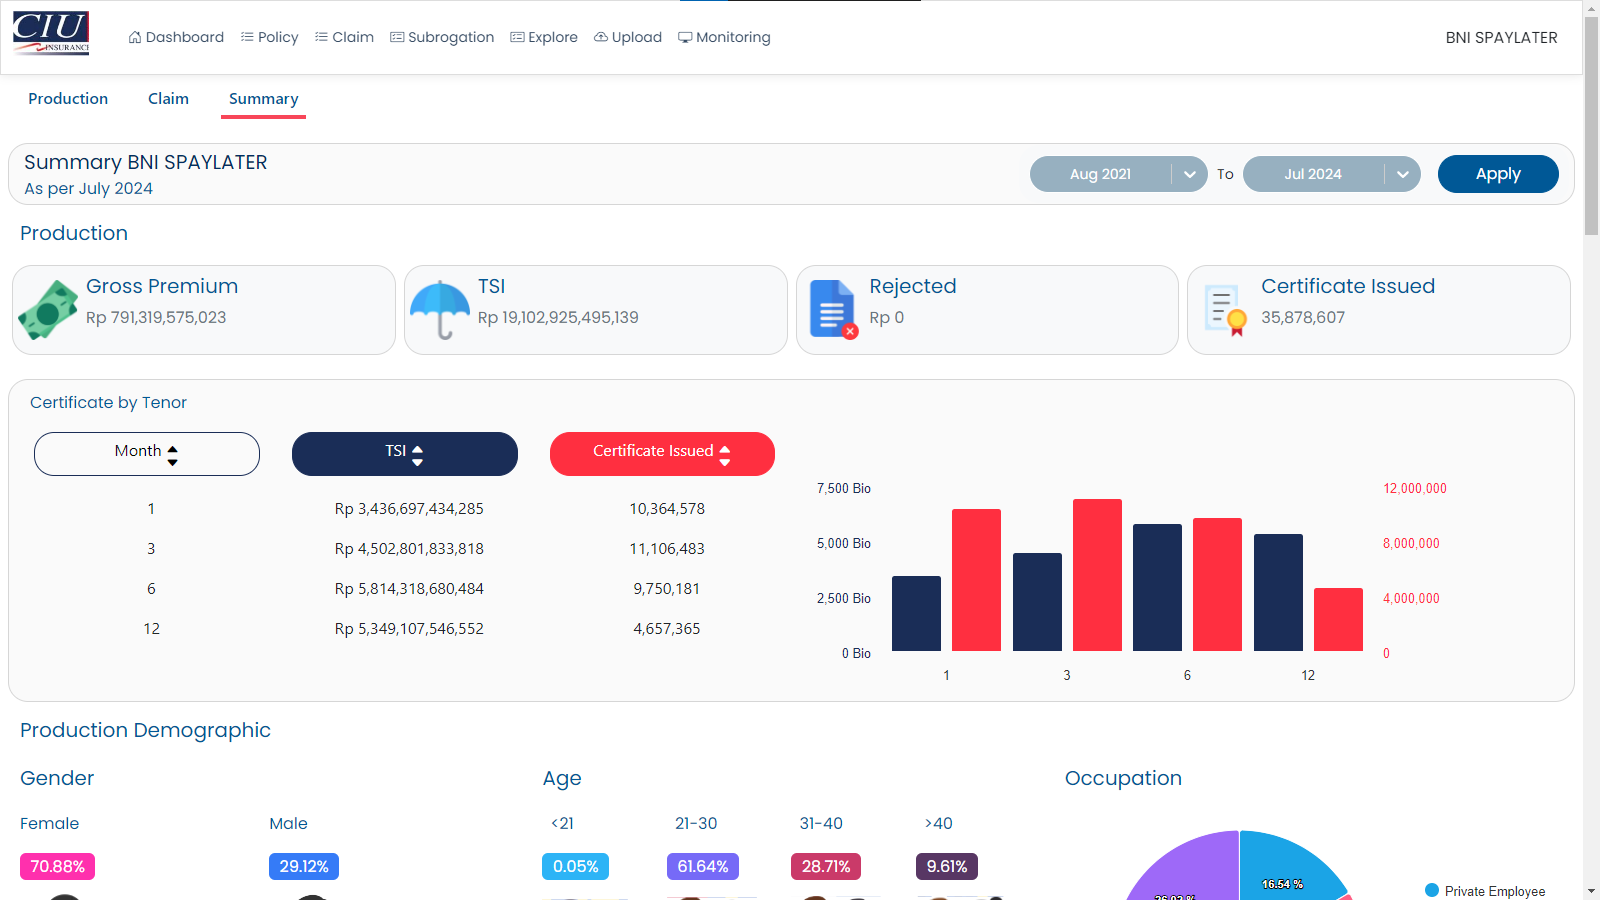 CIU
INSURANCE
Dashboard Policy Claim Subrogation Explore Upload Monitoring
BNI SPAYLATER
Production Claim Summary
Summary BNI SPAYLATER
As per July 2024
Aug 2021 To Jul 2024 Apply
Production
Gross Premium
Rp 791,319,575,023
TSI
Rp 19,102,925,495,139
Rejected
Rp 0
Certificate Issued
35,878,607
Certificate by Tenor
Month TSI Certificate Issued
1 Rp 3,436,697,434,285 10,364,578
3 Rp 4,502,801,833,818 11,106,483
6 Rp 5,814,318,680,484 9,750,181
12 Rp 5,349,107,546,552 4,657,365
7,500 Bio 12,000,000
5,000 Bio 8,000,000
2,500 Bio 4,000,000
0 Bio 0
1 3 6 12
Production Demographic
Gender
Female Male
70.88% 29.12%
Age
<21 21-30 31-40 >40
0.05% 61.64% 28.71% 9.61%
Occupation
16.54 %
Private Employee